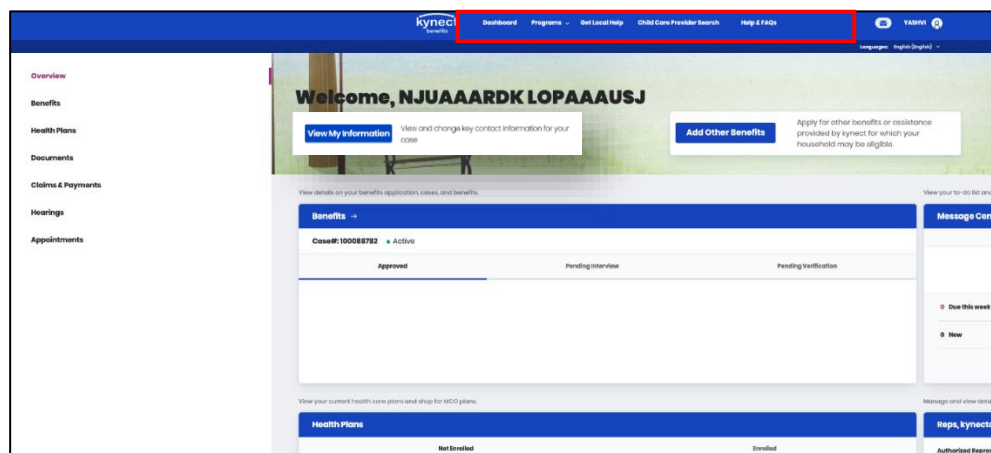 kynect
benefits
Dashboard Programs Get Local Help Child Care Provider Search Help & FAQs
YASHVI
Languages: English (English)
Overview
Benefits
Health Plans
Documents
Claims & Payments
Hearings
Appointments
Welcome, NJUAAARDK LOPAAAUSJ
View My Information
View and change key contact information for your
case
Add Other Benefits
Apply for other benefits or assistance
provided by kynect for which your
household may be eligible.
View details on your benefits application, cases, and benefits
View your to-do list an
Benefits →
Message Cen
Case#: 100088782 • Active
Approved Pending Interview Pending Verification
0 Due this week
0 New
View your current health care plans and shop for MCO plans.
Manage and view deta
Health Plans
Reps, kynecto
Not Enrolled Enrolled
Authorized Repres